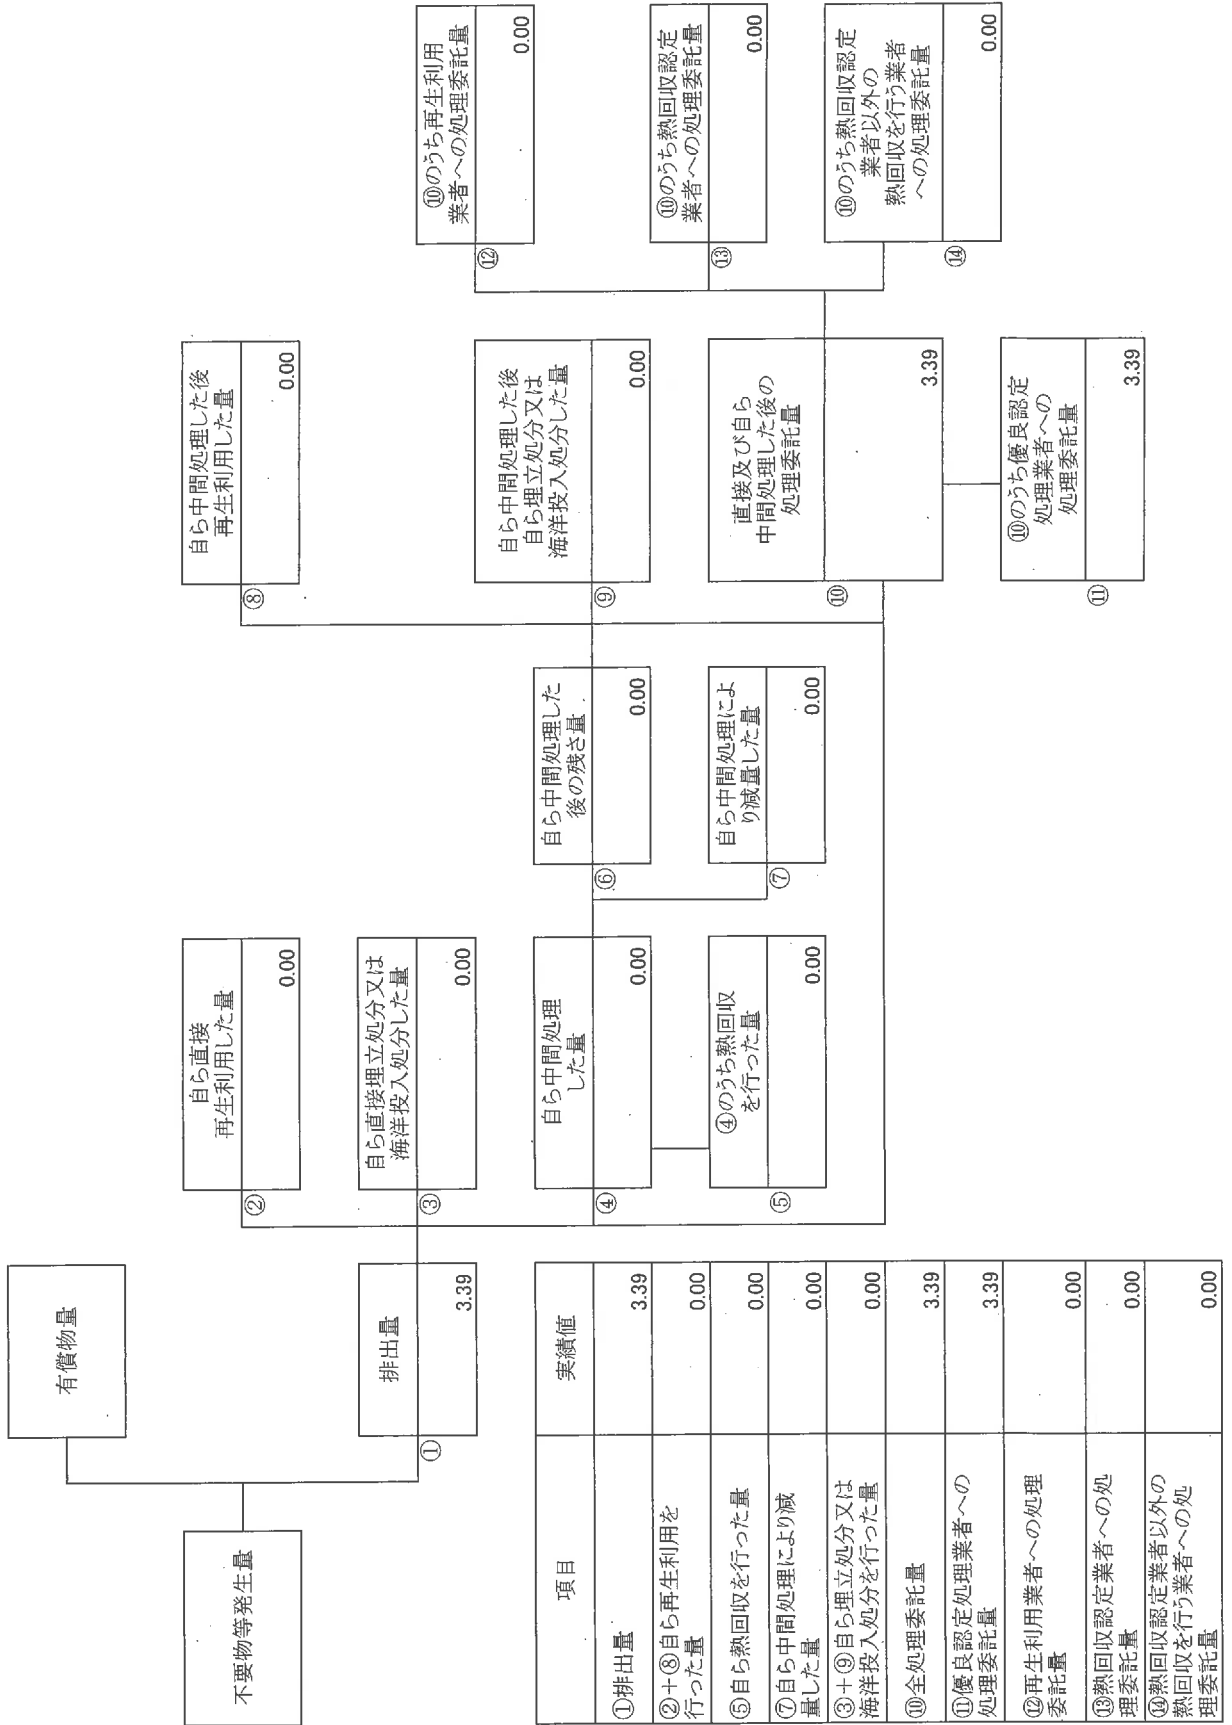 不要物等発生量
有償物量
①
排出量
3.39
②
自ら直接
再生利用した量
0.00
③
自ら直接埋立処分又は
海洋投入処分した量
0.00
④
自ら中間処理
した量
0.00
⑤
④のうち熱回収
を行った量
0.00
⑥
自ら中間処理した
後の残さ量
0.00
⑦
自ら中間処理によ
り減量した量
0.00
⑧
自ら中間処理した後
再生利用した量
0.00
⑨
自ら中間処理した後
自ら埋立処分又は
海洋投入処分した量
0.00
⑩
直接及び自ら
中間処理した後の
処理委託量
3.39
⑪
⑩のうち優良認定
処理業者への
処理委託量
3.39
⑫
⑩のうち再生利用
業者への処理委託量
0.00
⑬
⑩のうち熱回収認定
業者への処理委託量
0.00
⑭
⑩のうち熱回収認定
業者以外の
熱回収を行う業者
への処理委託量
0.00
項目 実績値
①排出量 3.39
②+⑧自ら再生利用を
行った量 0.00
⑤自ら熱回収を行った量 0.00
⑦自ら中間処理により減
量した量 0.00
③+⑨自ら埋立処分又は
海洋投入処分を行った量 0.00
⑩全処理委託量 3.39
⑪優良認定処理業者への
処理委託量 3.39
⑫再生利用業者への処理
委託量 0.00
⑬熱回収認定業者への処
理委託量 0.00
⑭熱回収認定業者以外の
熱回収を行う業者への処
理委託量 0.00